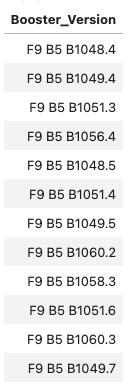 Booster_Version
F9 B5 B1048.4
F9 B5 B1049.4
F9 B5 B1051.3
F9 B5 B1056.4
F9 B5 B1048.5
F9 B5 B1051.4
F9 B5 B1049.5
F9 B5 B1060.2
F9 B5 B1058.3
F9 B5 B1051.6
F9 B5 B1060.3
F9 B5 B1049.7